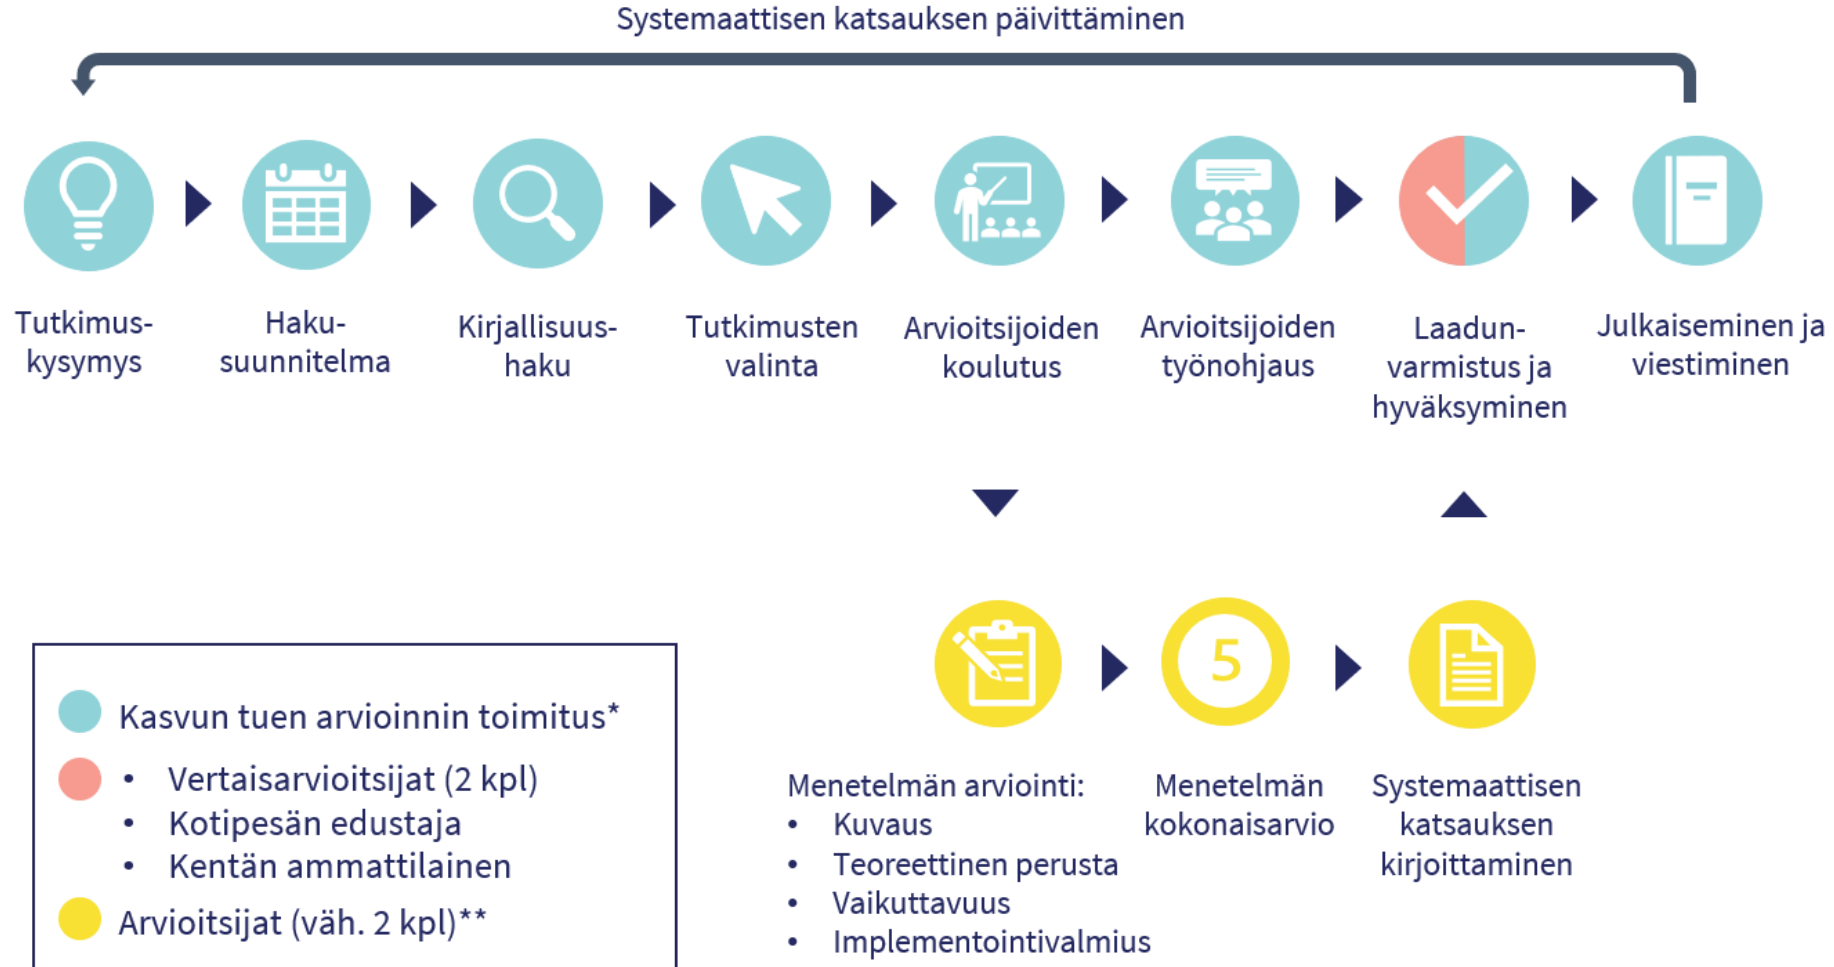 Systemaattisen katsauksen päivittäminen
Tutkimus-
kysymys
Haku-
suunnitelma
Kirjallisuus-
haku
Tutkimusten
valinta
Arvioitsijoiden
koulutus
Arvioitsijoiden
työnohjaus
Laadun-
varmistus ja
hyväksyminen
Julkaiseminen ja
viestiminen
5
Menetelmän arviointi:
• Kuvaus
• Teoreettinen perusta
• Vaikuttavuus
• Implementointivalmius
Menetelmän
kokonaisarvio
Systemaattisen
katsauksen
kirjoittaminen
Kasvun tuen arvioinnin toimitus*
• Vertaisarvioitsijat (2 kpl)
• Kotipesän edustaja
• Kentän ammattilainen
Arvioitsijat (väh. 2 kpl)**